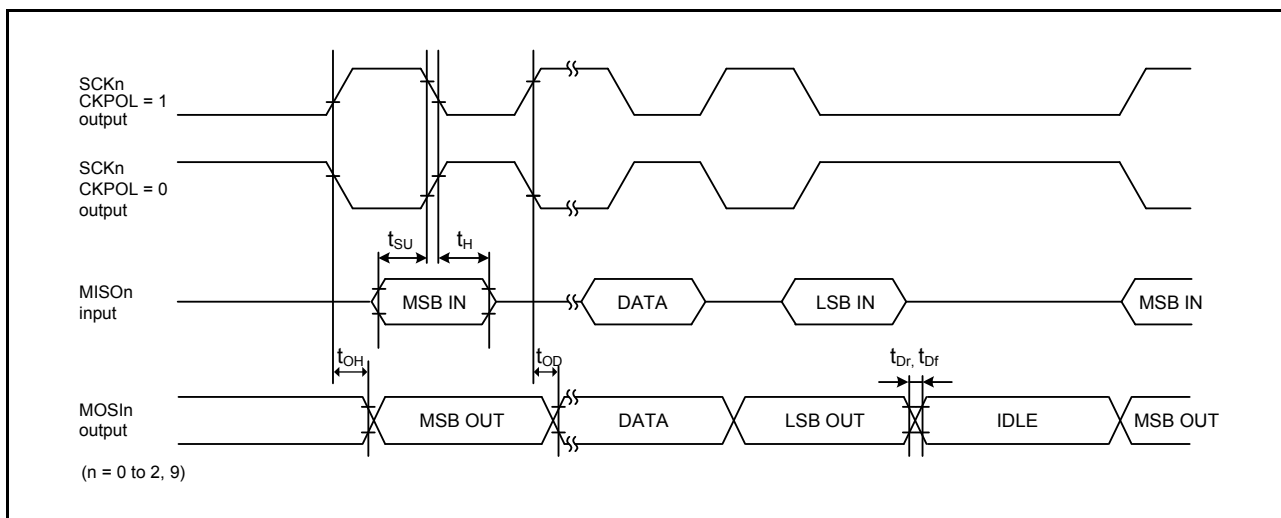 SCKn
CKPOL = 1
output
SCKn
CKPOL = 0
output
tSU
tH
MISOn
input
MSB IN
DATA
LSB IN
MSB IN
tOH
tOD
tDr, tDf
MOSIn
output
MSB OUT
DATA
LSB OUT
IDLE
MSB OUT
(n = 0 to 2, 9)